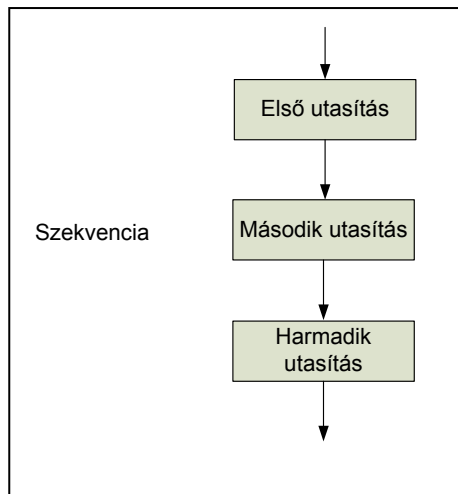 Első utasítás
Szekvencia
Második utasítás
Harmadik
utasítás